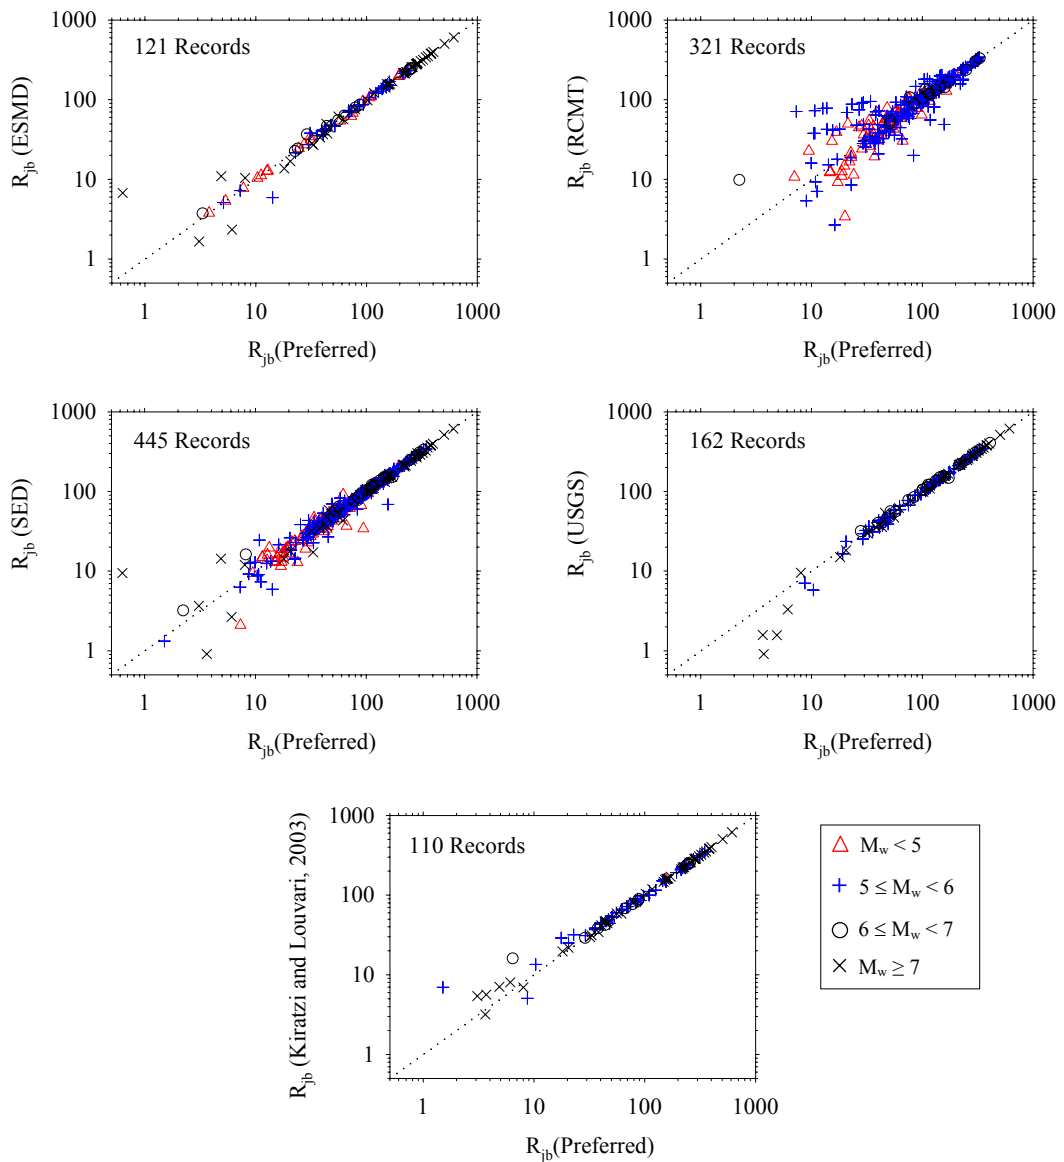 1000
100
10
1
R_jb (ESMD)
121 Records
1 10 100 1000
R_jb(Preferred)
1000
100
10
1
R_jb (RCMT)
321 Records
1 10 100 1000
R_jb(Preferred)
1000
100
10
1
R_jb (SED)
445 Records
1 10 100 1000
R_jb(Preferred)
1000
100
10
1
R_jb (USGS)
162 Records
1 10 100 1000
R_jb(Preferred)
1000
100
10
1
R_jb (Kiratzi and Louvari, 2003)
110 Records
1 10 100 1000
R_jb(Preferred)
M_w < 5
5 ≤ M_w < 6
6 ≤ M_w < 7
M_w ≥ 7